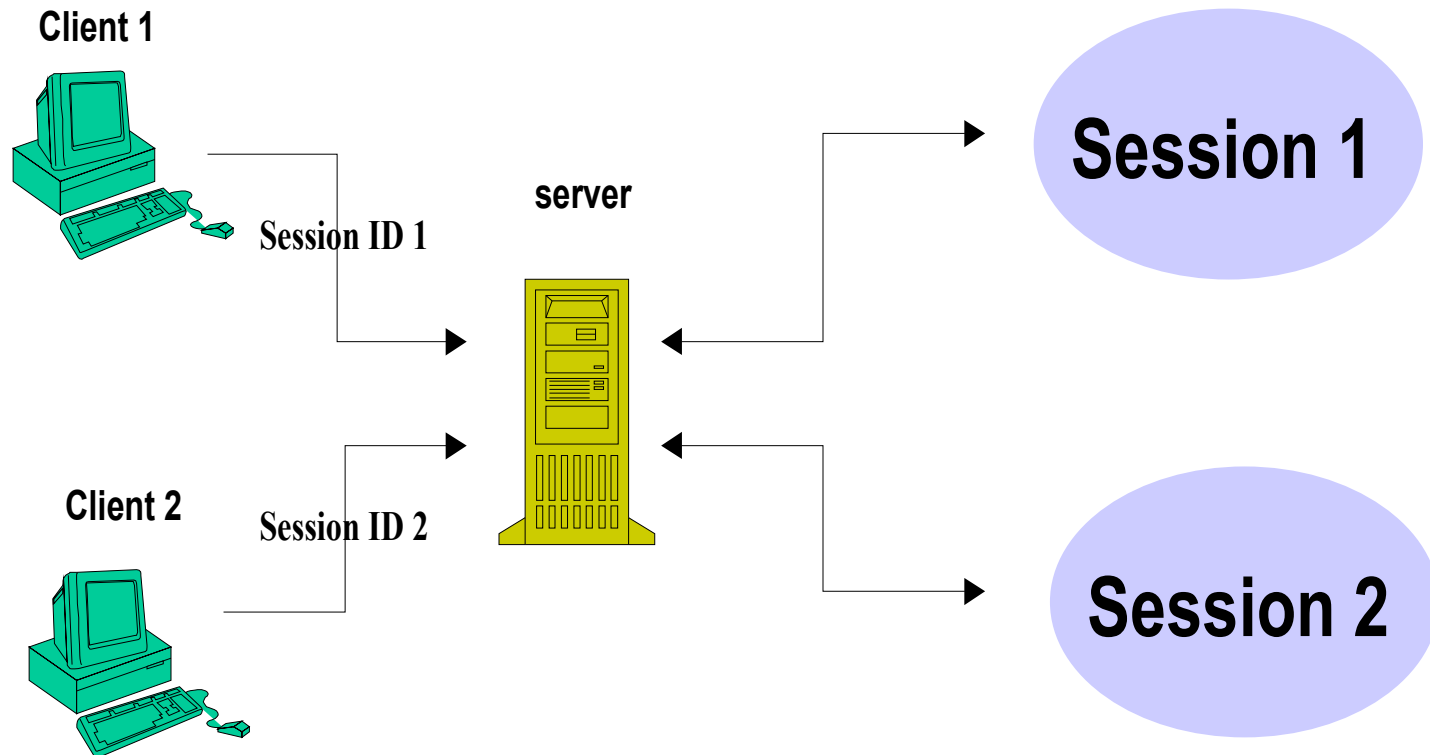 Client 1
Session ID 1
server
Session 1
Client 2
Session ID 2
Session 2